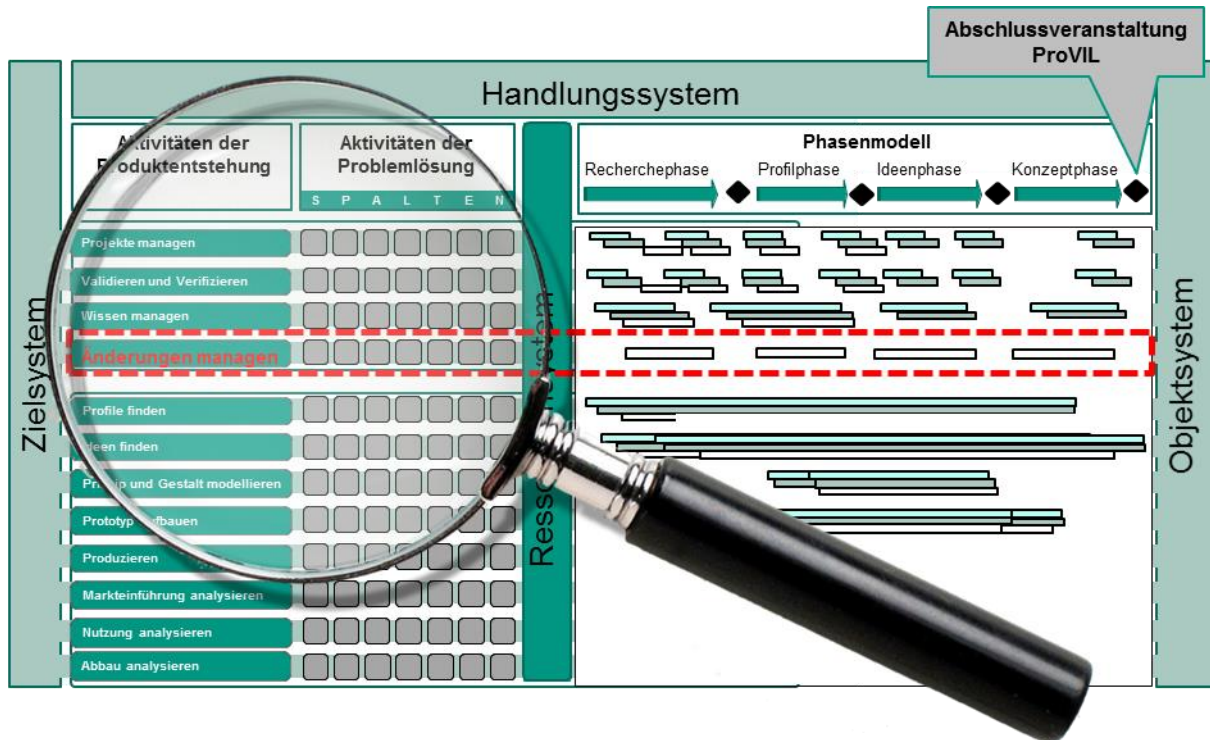 Abschlussveranstaltung
ProVIL
Handlungssystem
Zielsystem
Aktivitäten der
Produktentstehung
Aktivitäten der
Problemlösung
S P A L T E N
Phasenmodell
Recherchephase Profilphase Ideenphase Konzeptphase
Projekte managen
Validieren und Verifizieren
Wissen managen
Änderungen managen
Profile finden
Ideen finden
Prinzip und Gestalt modellieren
Prototyp aufbauen
Produzieren
Markteinführung analysieren
Nutzung analysieren
Abbau analysieren
Objektsystem